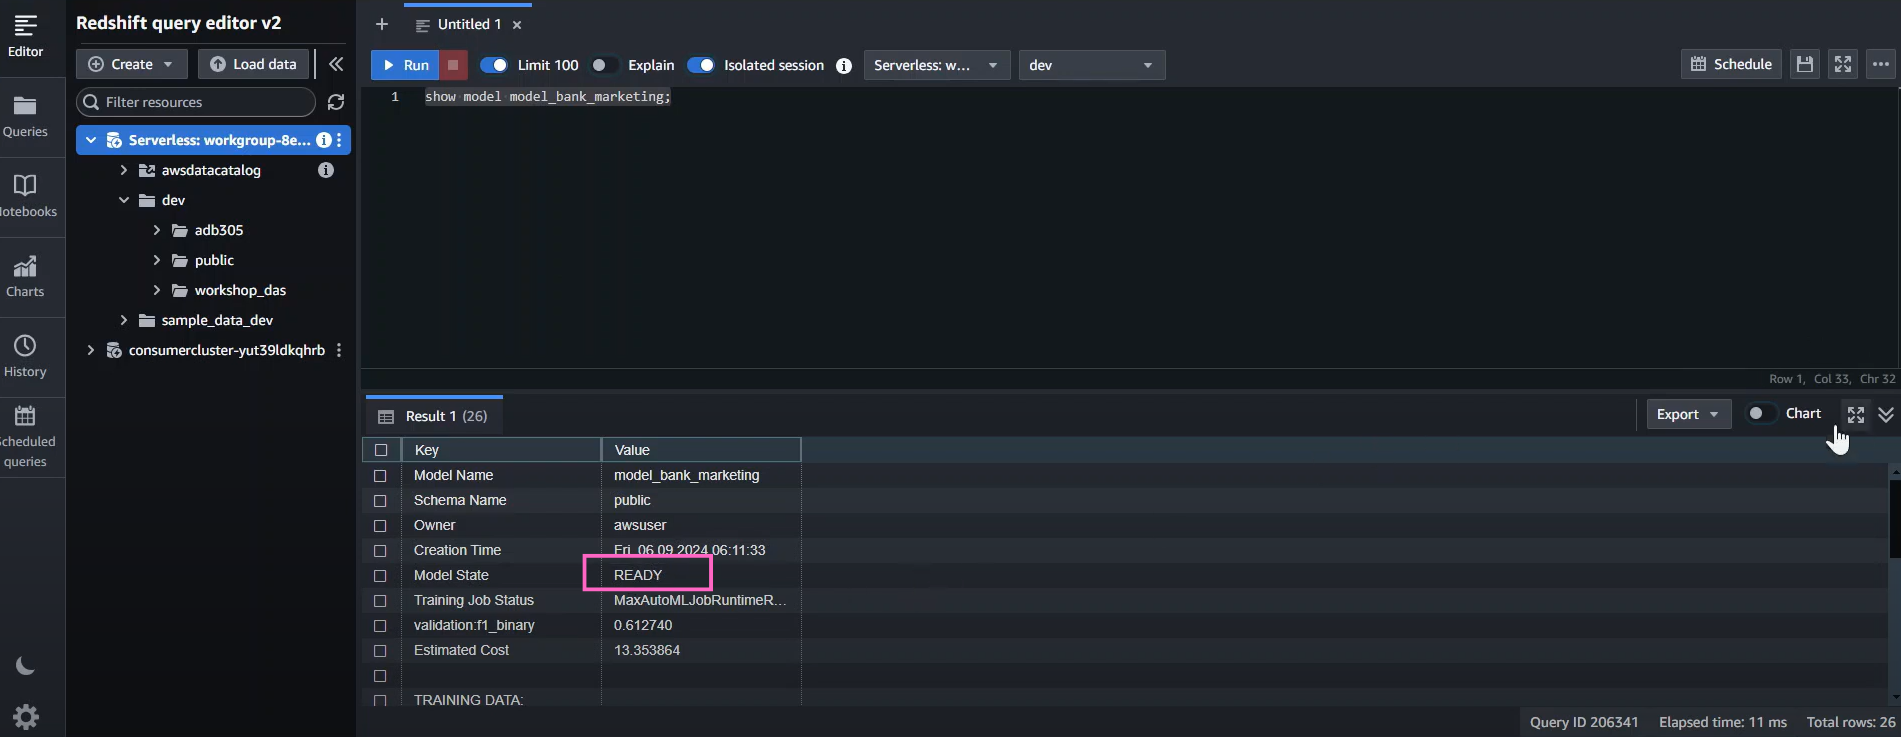 Redshift query editor v2
Untitled 1
Editor
Create
Load data
Run
Limit 100
Explain
Isolated session
Serverless: w...
dev
Schedule
Filter resources
1 show model model_bank_marketing;
Queries
Serverless: workgroup-8e...
awsdatacatalog
dev
otebooks
adb305
public
Charts
workshop_das
sample_data_dev
History
consumercluster-yut39ldkqhrb
Row 1, Col 33, Chr 32
cheduled
queries
Result 1 (26)
Export
Chart
Key Value
Model Name model_bank_marketing
Schema Name public
Owner awsuser
Creation Time Fri, 06.09.2024 06:11:33
Model State READY
Training Job Status MaxAutoMLJobRuntimeR...
validation:f1_binary 0.612740
Estimated Cost 13.353864
TRAINING DATA:
Query ID 206341 Elapsed time: 11 ms Total rows: 26